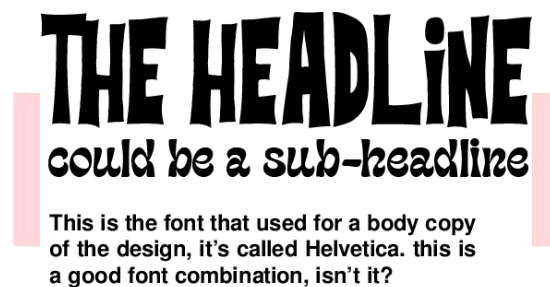 THE HEADLiNE
could be a sub-headline
This is the font that used for a body copy
of the design, it's called Helvetica. this is
a good font combination, isn't it?